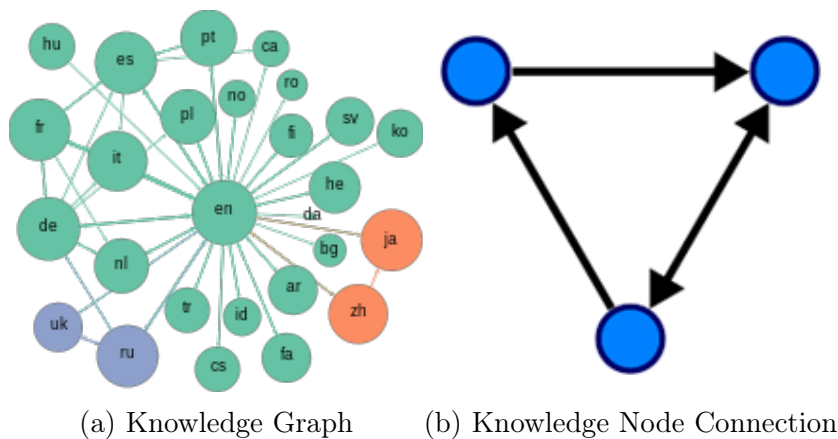 hu
es
pt
ca
ro
no
pl
fr
it
fi
sv
ko
he
en
da
de
bg
ja
nl
ar
zh
tr
id
uk
ru
cs
fa
(a) Knowledge Graph
(b) Knowledge Node Connection